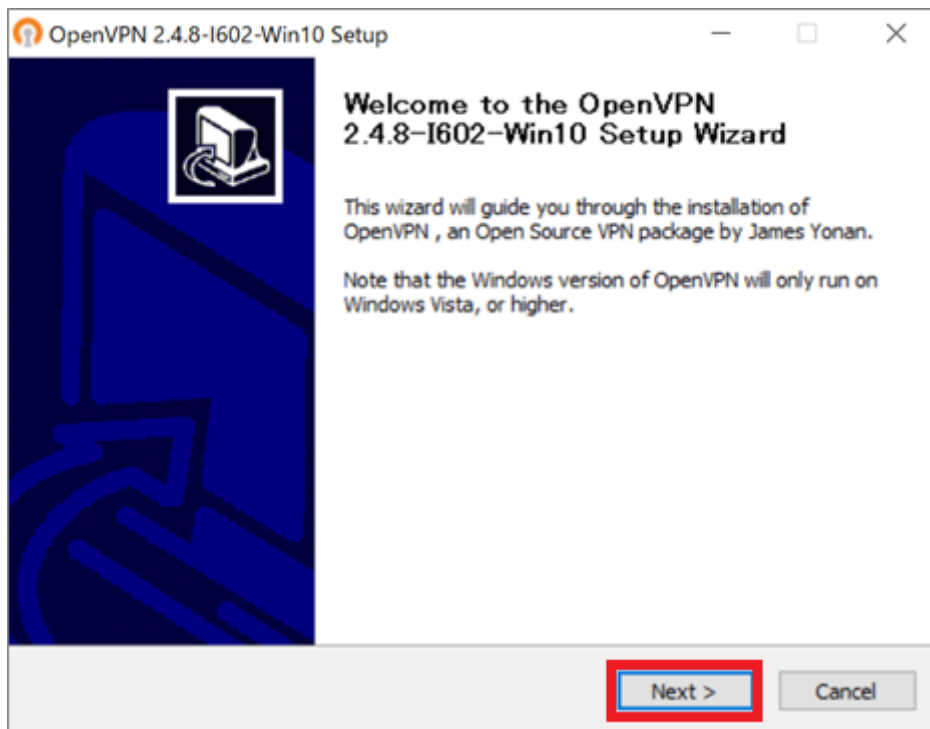 OpenVPN 2.4.8-I602-Win10 Setup
Welcome to the OpenVPN
2.4.8-I602-Win10 Setup Wizard
This wizard will guide you through the installation of
OpenVPN , an Open Source VPN package by James Yonan.
Note that the Windows version of OpenVPN will only run on
Windows Vista, or higher.
Next >
Cancel